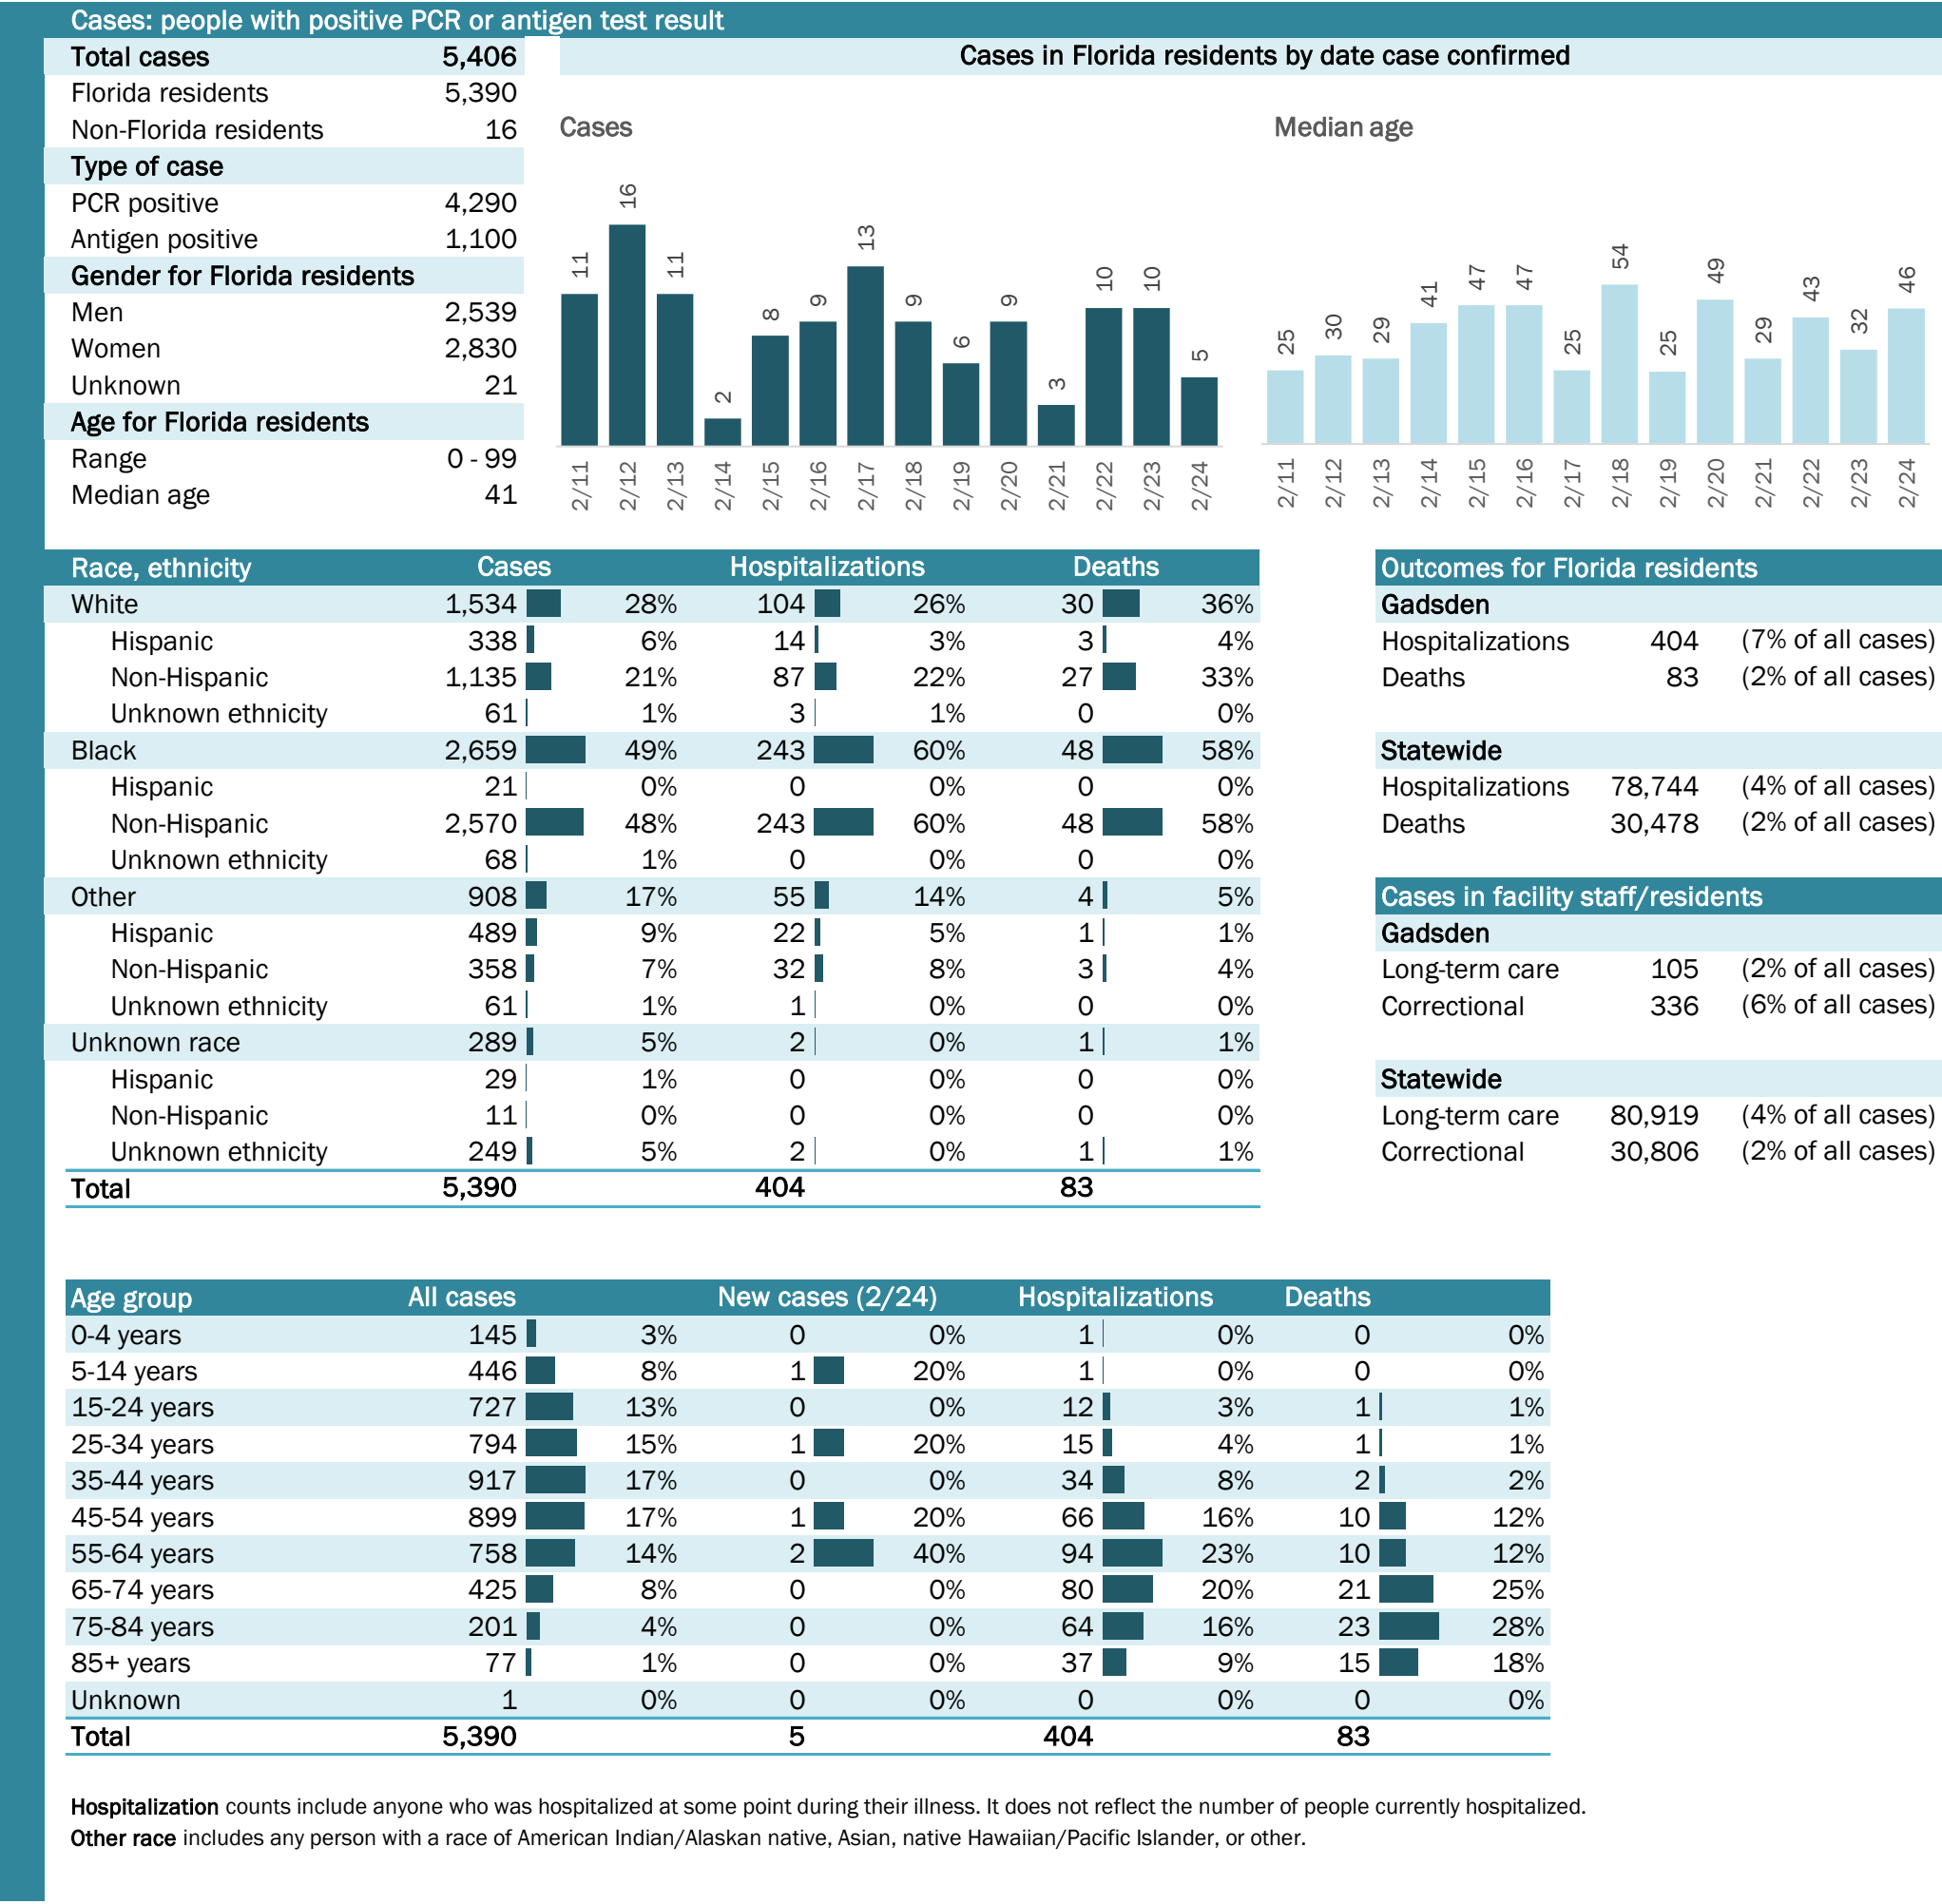 Cases: people with positive PCR or antigen test result
Total cases 5,406
Florida residents 5,390
Non-Florida residents 16
Type of case
PCR positive 4,290
Antigen positive 1,100
Gender for Florida residents
Men 2,539
Women 2,830
Unknown 21
Age for Florida residents
Range 0 - 99
Median age 41
Cases in Florida residents by date case confirmed
Cases
11 16 11 2 8 9 13 9 6 9 3 10 10 5
2/11 2/12 2/13 2/14 2/15 2/16 2/17 2/18 2/19 2/20 2/21 2/22 2/23 2/24
Median age
25 30 29 41 47 47 25 54 25 49 29 43 32 46
2/11 2/12 2/13 2/14 2/15 2/16 2/17 2/18 2/19 2/20 2/21 2/22 2/23 2/24
Race, ethnicity Cases Hospitalizations Deaths
White 1,534 28% 104 26% 30 36%
Hispanic 338 6% 14 3% 3 4%
Non-Hispanic 1,135 21% 87 22% 27 33%
Unknown ethnicity 61 1% 3 1% 0 0%
Black 2,659 49% 243 60% 48 58%
Hispanic 21 0% 0 0% 0 0%
Non-Hispanic 2,570 48% 243 60% 48 58%
Unknown ethnicity 68 1% 0 0% 0 0%
Other 908 17% 55 14% 4 5%
Hispanic 489 9% 22 5% 1 1%
Non-Hispanic 358 7% 32 8% 3 4%
Unknown ethnicity 61 1% 1 0% 0 0%
Unknown race 289 5% 2 0% 1 1%
Hispanic 29 1% 0 0% 0 0%
Non-Hispanic 11 0% 0 0% 0 0%
Unknown ethnicity 249 5% 2 0% 1 1%
Total 5,390 404 83
Outcomes for Florida residents
Gadsden
Hospitalizations 404 (7% of all cases)
Deaths 83 (2% of all cases)
Statewide
Hospitalizations 78,744 (4% of all cases)
Deaths 30,478 (2% of all cases)
Cases in facility staff/residents
Gadsden
Long-term care 105 (2% of all cases)
Correctional 336 (6% of all cases)
Statewide
Long-term care 80,919 (4% of all cases)
Correctional 30,806 (2% of all cases)
Age group All cases New cases (2/24) Hospitalizations Deaths
0-4 years 145 3% 0 0% 1 0% 0 0%
5-14 years 446 8% 1 20% 1 0% 0 0%
15-24 years 727 13% 0 0% 12 3% 1 1%
25-34 years 794 15% 1 20% 15 4% 1 1%
35-44 years 917 17% 0 0% 34 8% 2 2%
45-54 years 899 17% 1 20% 66 16% 10 12%
55-64 years 758 14% 2 40% 94 23% 10 12%
65-74 years 425 8% 0 0% 80 20% 21 25%
75-84 years 201 4% 0 0% 64 16% 23 28%
85+ years 77 1% 0 0% 37 9% 15 18%
Unknown 1 0% 0 0% 0 0% 0 0%
Total 5,390 5 404 83
Hospitalization counts include anyone who was hospitalized at some point during their illness. It does not reflect the number of people currently hospitalized.
Other race includes any person with a race of American Indian/Alaskan native, Asian, native Hawaiian/Pacific Islander, or other.